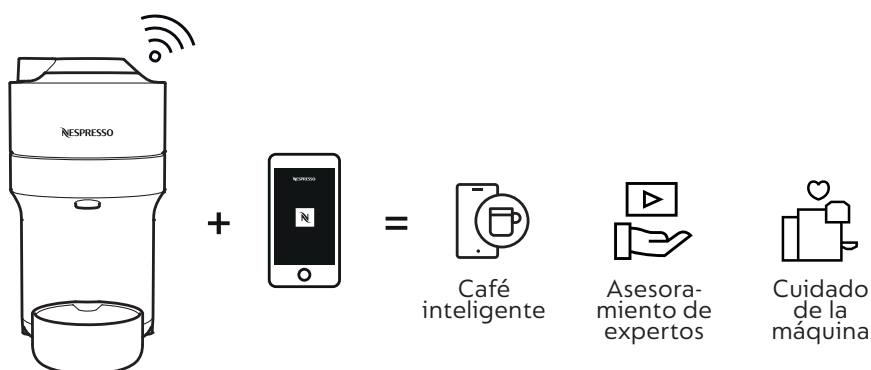 NESPRESSO
NESPRESSO
N
+
=
Café
inteligente
Asesora-
miento de
expertos
Cuidado
de la
máquina